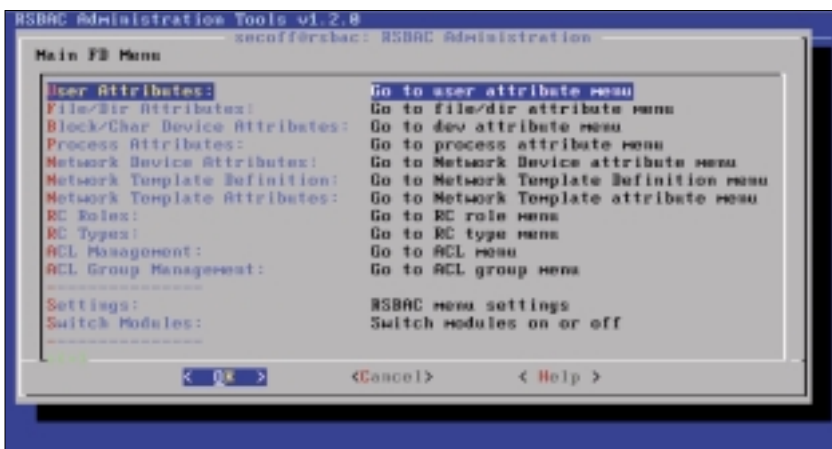 RSBAC Administration Tools v1.2.0
secoff@rsbac: RSBAC Administration
Main FD Menu
User Attributes: Go to user attribute menu
File/Dir Attributes: Go to file/dir attribute menu
Block/Char Device Attributes: Go to dev attribute menu
Process Attributes: Go to process attribute menu
Network Device Attributes: Go to Network Device attribute menu
Network Template Definition: Go to Network Template Definition menu
Network Template Attributes: Go to Network Template attribute menu
RC Roles: Go to RC role menu
RC Types: Go to RC type menu
ACL Management: Go to ACL menu
ACL Group Management: Go to ACL group menu
----------------
Settings: RSBAC menu settings
Switch Modules: Switch modules on or off
----------------
< OK > <Cancel> < Help >